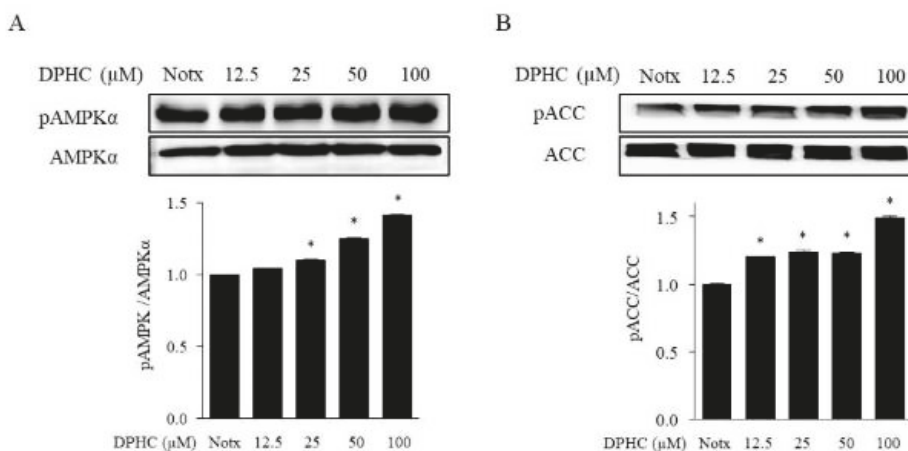 A
DPHC (µM) Notx 12.5 25 50 100
pAMPKα
AMPKα
1.5
1.0
0.5
0.0
pAMPK /AMPKα
* * *
DPHC (µM) Notx 12.5 25 50 100
B
DPHC (µM) Notx 12.5 25 50 100
pACC
ACC
1.5
1.0
0.5
0.0
pACC/ACC
* * * *
DPHC (µM) Notx 12.5 25 50 100